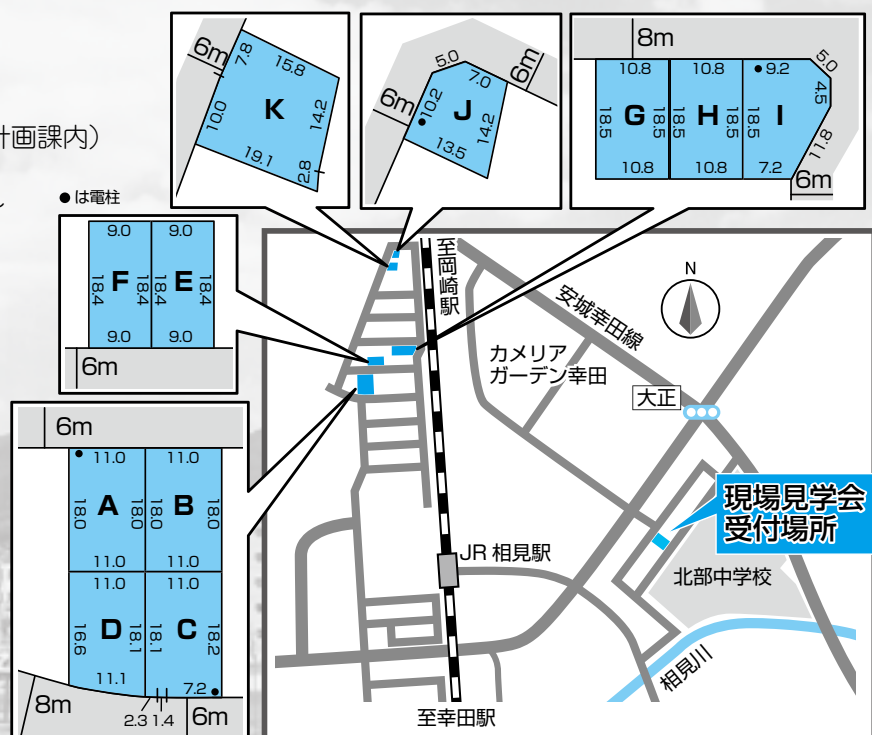 計画課内）
●は電柱
6m
7.8
15.8
10.0
K
14.2
19.1
2.8
5.0
7.0
6m
6m
10.2
J
14.2
13.5
8m
10.8
10.8
9.2
5.0
4.5
18.5
G
18.5
18.5
H
18.5
18.5
I
11.8
10.8
10.8
7.2
6m
9.0
9.0
18.4
F
18.4
18.4
E
18.4
9.0
9.0
6m
6m
11.0
11.0
18.0
A
18.0
18.0
B
18.0
11.0
11.0
11.0
11.0
16.6
D
18.1
18.1
C
18.2
11.1
7.2
8m
2.3
1.4
6m
至岡崎駅
安城幸田線
N
カメリア
ガーデン幸田
大正
現場見学会
受付場所
JR 相見駅
北部中学校
相見川
至幸田駅